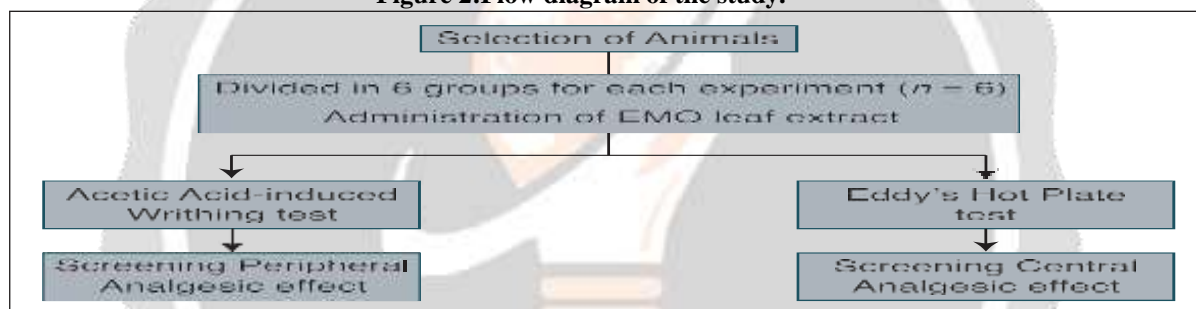 Figure 2.Flow diagram of the study.
Selection of Animals
Divided in 6 groups for each experiment (n = 6)
Administration of EMO leaf extract
Acetic Acid-induced
Writhing test
Eddy's Hot Plate
test
Screening Peripheral
Analgesic effect
Screening Central
Analgesic effect